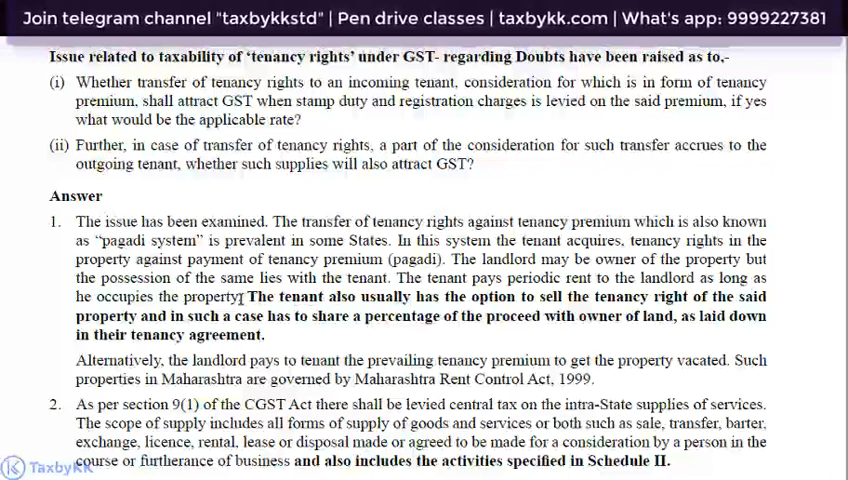 Join telegram channel "taxbykkstd" | Pen drive classes | taxbykk.com | What's app: 9999227381
Issue related to taxability of ‘tenancy rights’ under GST- regarding Doubts have been raised as to,-
(i) Whether transfer of tenancy rights to an incoming tenant, consideration for which is in form of tenancy
premium, shall attract GST when stamp duty and registration charges is levied on the said premium, if yes
what would be the applicable rate?
(ii) Further, in case of transfer of tenancy rights, a part of the consideration for such transfer accrues to the
outgoing tenant, whether such supplies will also attract GST?
Answer
1. The issue has been examined. The transfer of tenancy rights against tenancy premium which is also known
as “pagadi system” is prevalent in some States. In this system the tenant acquires, tenancy rights in the
property against payment of tenancy premium (pagadi). The landlord may be owner of the property but
the possession of the same lies with the tenant. The tenant pays periodic rent to the landlord as long as
he occupies the property. The tenant also usually has the option to sell the tenancy right of the said
property and in such a case has to share a percentage of the proceed with owner of land, as laid down
in their tenancy agreement.
Alternatively, the landlord pays to tenant the prevailing tenancy premium to get the property vacated. Such
properties in Maharashtra are governed by Maharashtra Rent Control Act, 1999.
2. As per section 9(1) of the CGST Act there shall be levied central tax on the intra-State supplies of services.
The scope of supply includes all forms of supply of goods and services or both such as sale, transfer, barter,
exchange, licence, rental, lease or disposal made or agreed to be made for a consideration by a person in the
course or furtherance of business and also includes the activities specified in Schedule II.
TaxbyKK